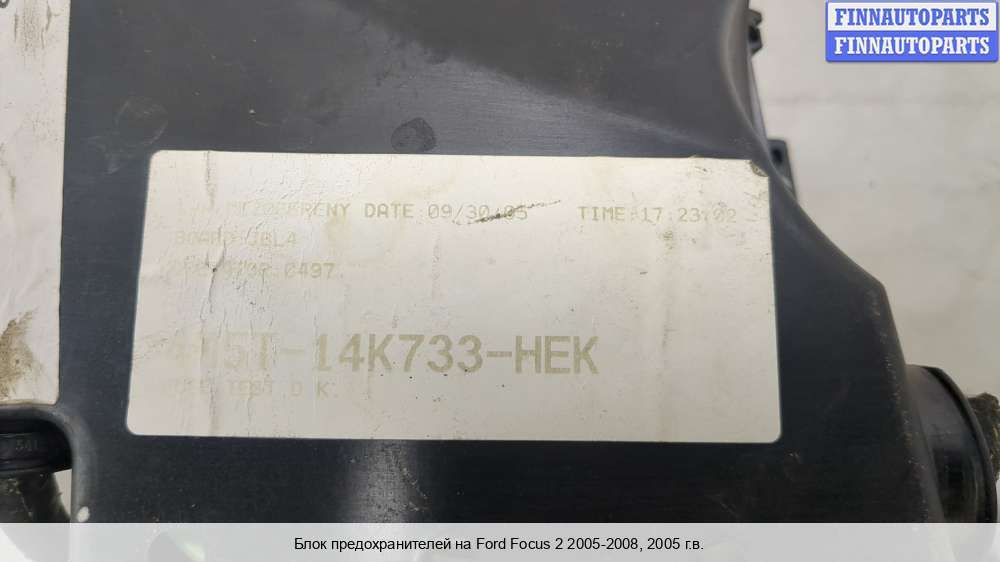 FINNAUTOPARTS
FINNAUTOPARTS
DATE:09/30/05 TIME:17:23:02
0497
14K733-HEK
TEST O.K.
341
Блок предохранителей на Ford Focus 2 2005-2008, 2005 г.в.